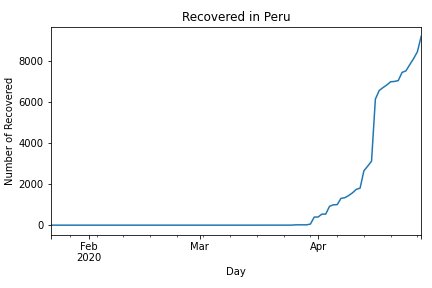 Recovered in Peru
Number of Recovered
8000
6000
4000
2000
0
Feb
2020
Mar
Apr
Day